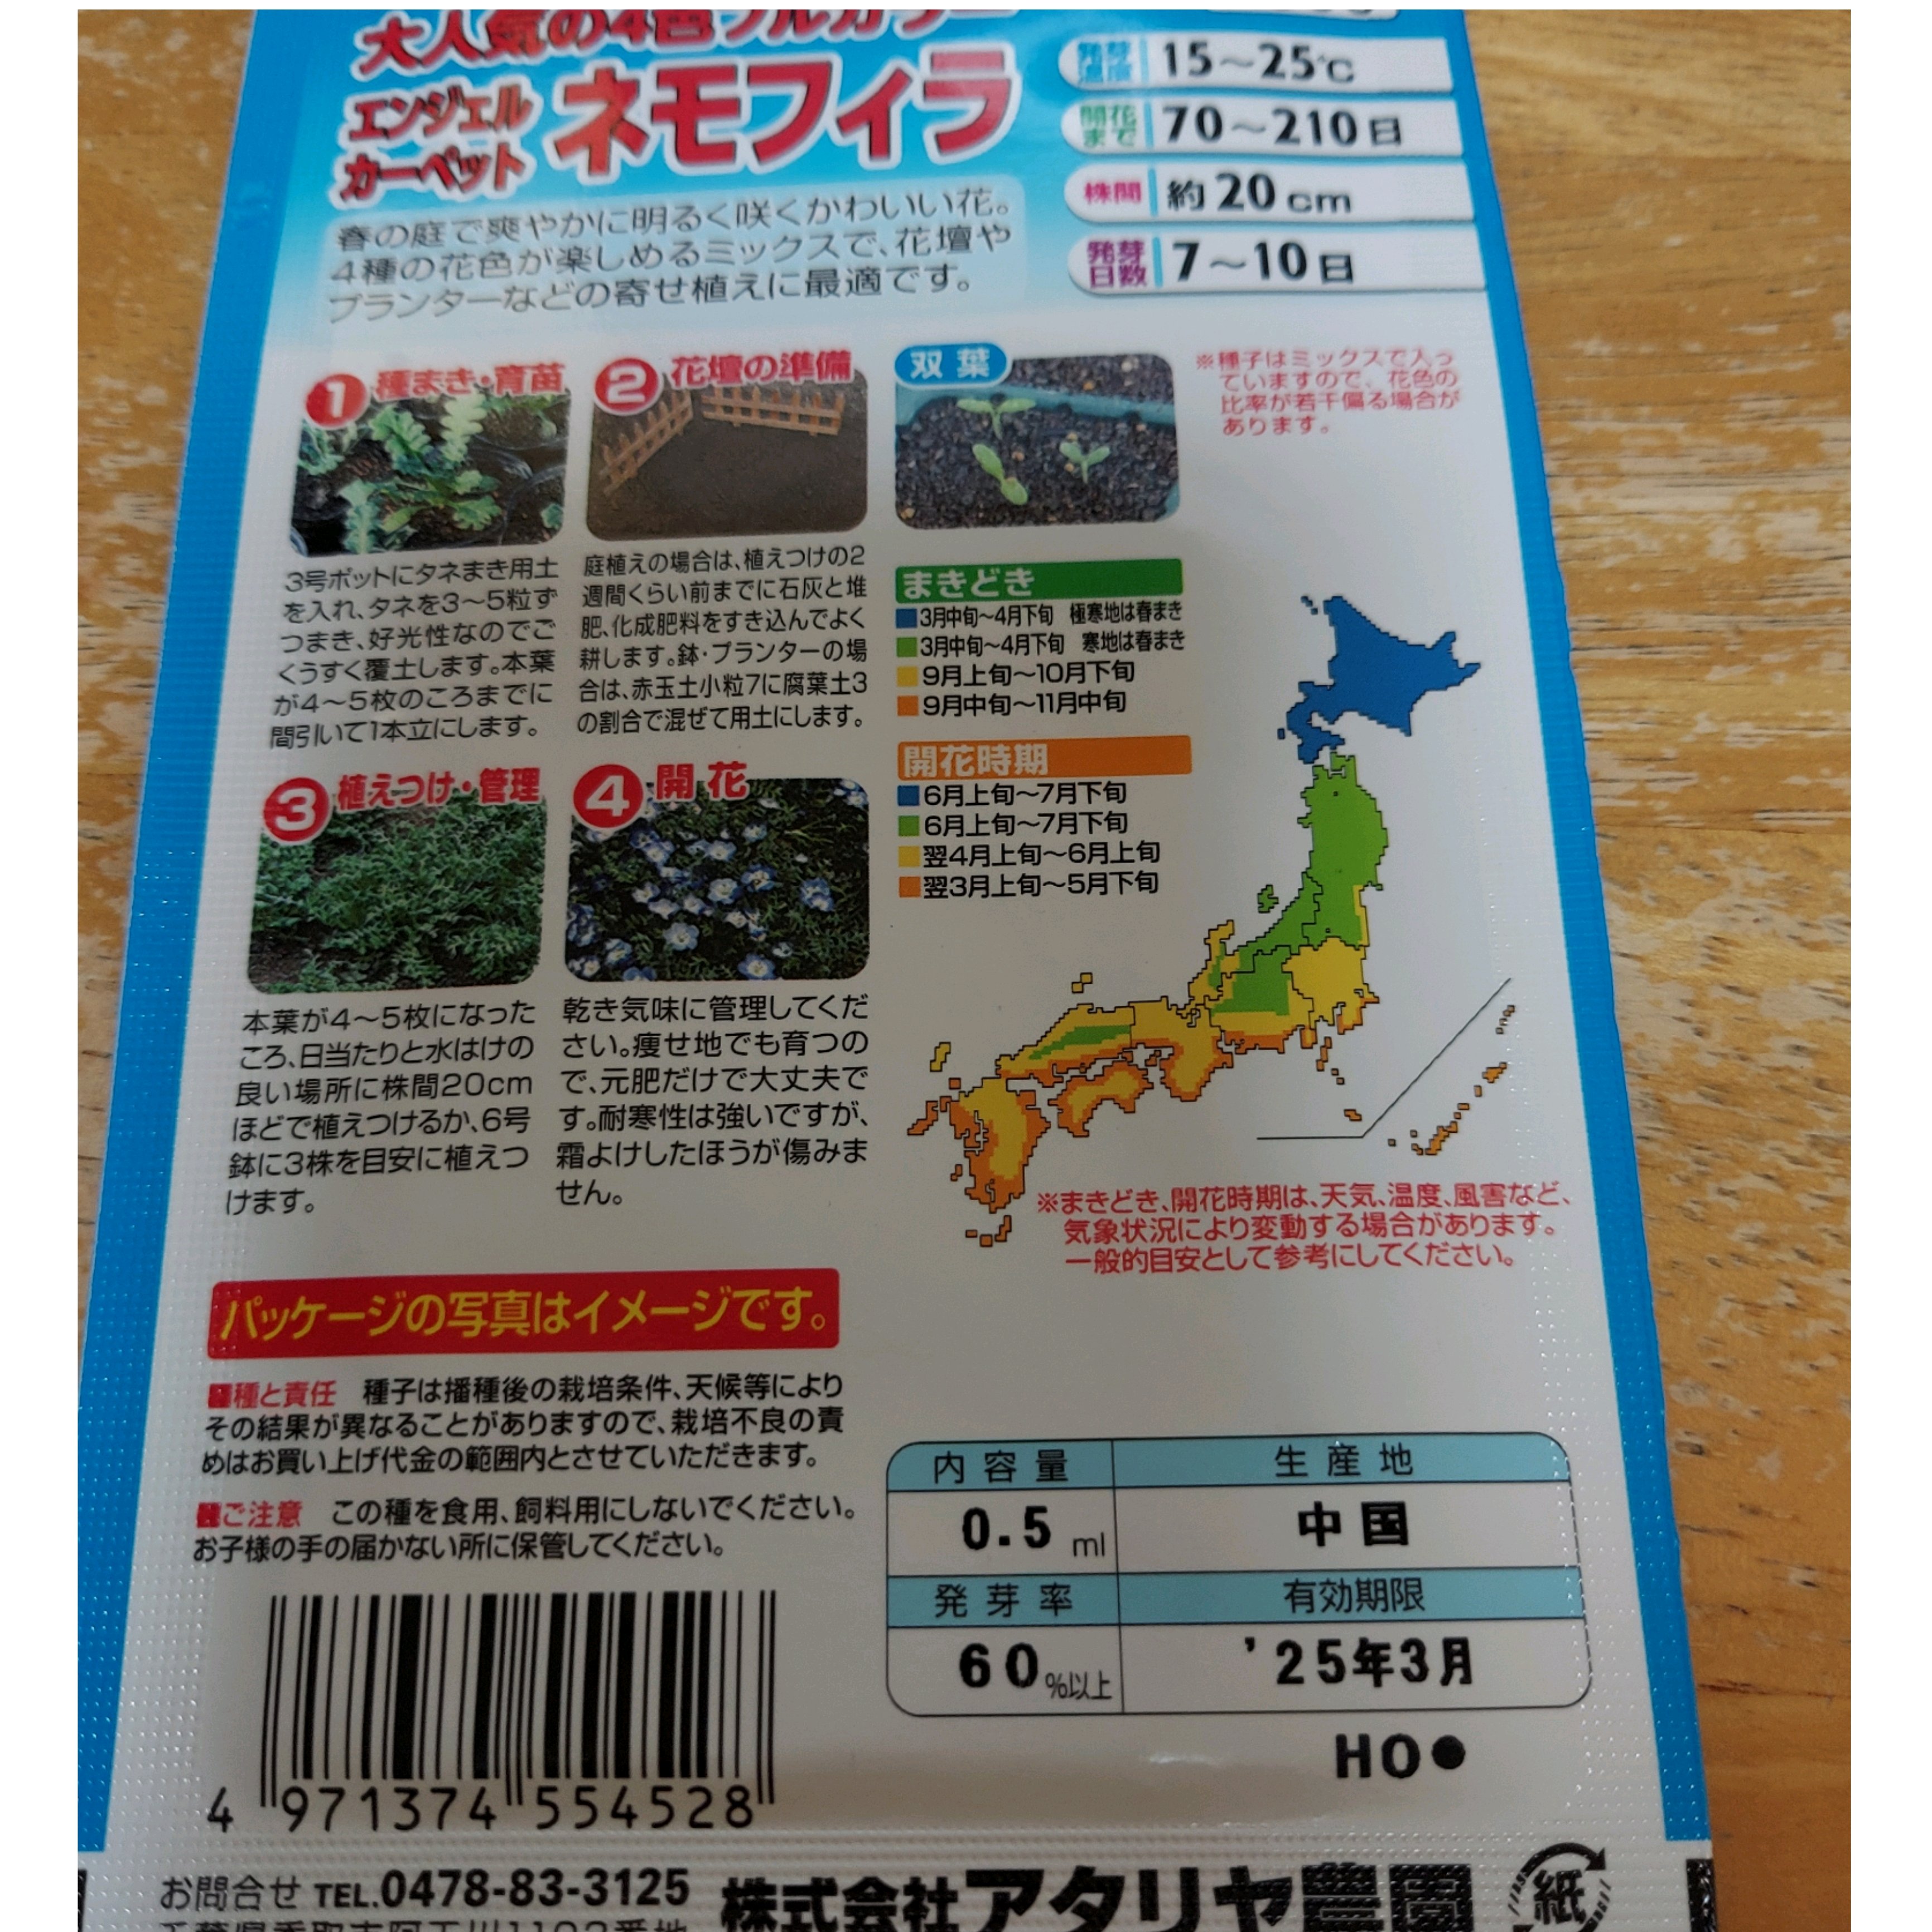 大人気の4色フルカラー
エンジェル
カーペット
ネモフィラ
春の庭で爽やかに明るく咲くかわいい花。
4種の花色が楽しめるミックスで、花壇や
プランターなどの寄せ植えに最適です。
発芽温度 15〜25℃
開花まで 70〜210日
株間 約20cm
発芽日数 7〜10日
1 種まき・育苗
3号ポットにタネまき用土
を入れ、タネを3〜5粒ず
つまき、好光性なのでご
くうすく覆土します。本葉
が4〜5枚のころまでに
間引いて1本立にします。
2 花壇の準備
庭植えの場合は、植えつけの2
週間くらい前までに石灰と堆
肥、化成肥料をすき込んでよく
耕します。鉢・プランターの場
合は、赤玉土小粒7に腐葉土3
の割合で混ぜて用土にします。
双葉
※種子はミックスで入っ
ていますので、花色の
比率が若干偏る場合が
あります。
3 植えつけ・管理
本葉が4〜5枚になった
ころ、日当たりと水はけの
良い場所に株間20cm
ほどで植えつけるか、6号
鉢に3株を目安に植えつ
けます。
4 開花
乾き気味に管理してくだ
さい。痩せ地でも育つの
で、元肥だけで大丈夫で
す。耐寒性は強いですが、
霜よけしたほうが傷みま
せん。
まきどき
■3月中旬〜4月下旬 極寒地は春まき
■3月中旬〜4月下旬 寒地は春まき
■9月上旬〜10月下旬
■9月中旬〜11月中旬
開花時期
■6月上旬〜7月下旬
■6月上旬〜7月下旬
■翌4月上旬〜6月上旬
■翌3月上旬〜5月下旬
※まきどき、開花時期は、天気、温度、風害など、
気象状況により変動する場合があります。
一般的目安として参考にしてください。
パッケージの写真はイメージです。
■種と責任 種子は播種後の栽培条件、天候等により
その結果が異なることがありますので、栽培不良の責
めはお買い上げ代金の範囲内とさせていただきます。
■ご注意 この種を食用、飼料用にしないでください。
お子様の手の届かない所に保管してください。
内容量 生産地
0.5 ml 中国
発芽率 有効期限
60%以上 '25年3月
HO●
4 971374 554528
お問合せ TEL.0478-83-3125
株式会社アタリヤ農園
紙